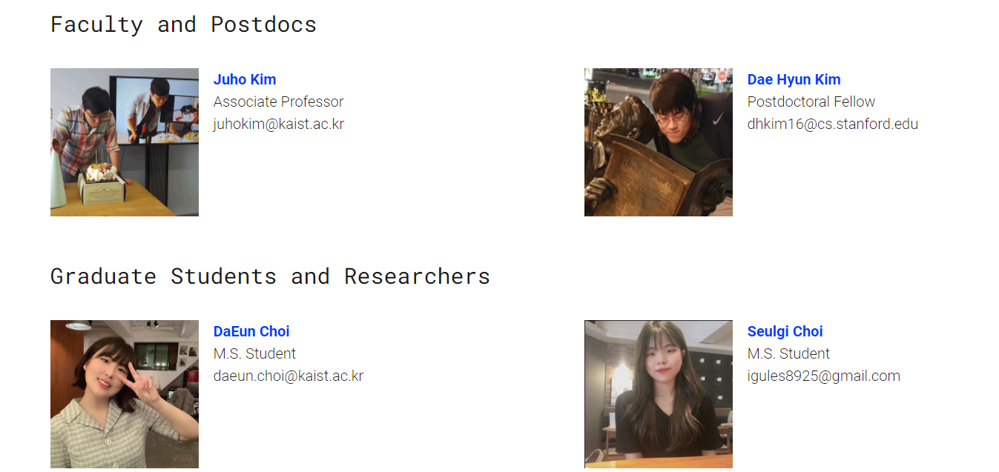 Faculty and Postdocs
Juho Kim
Associate Professor
juhokim@kaist.ac.kr
Dae Hyun Kim
Postdoctoral Fellow
dhkim16@cs.stanford.edu
Graduate Students and Researchers
DaEun Choi
M.S. Student
daeun.choi@kaist.ac.kr
Seulgi Choi
M.S. Student
igules8925@gmail.com